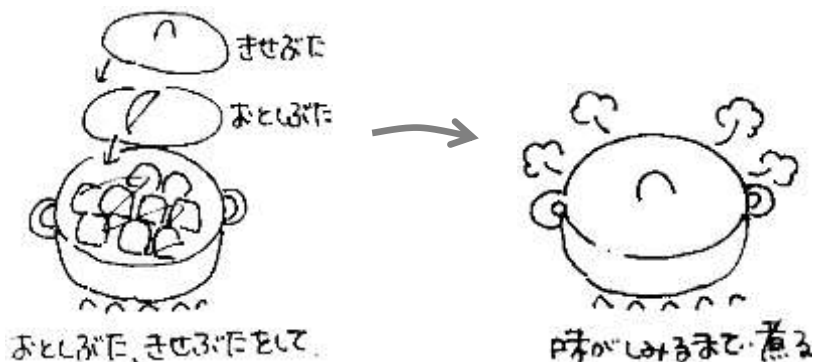 きせぶた
おとしぶた
おとしぶた、きせぶたをして
味がしみるまで煮る